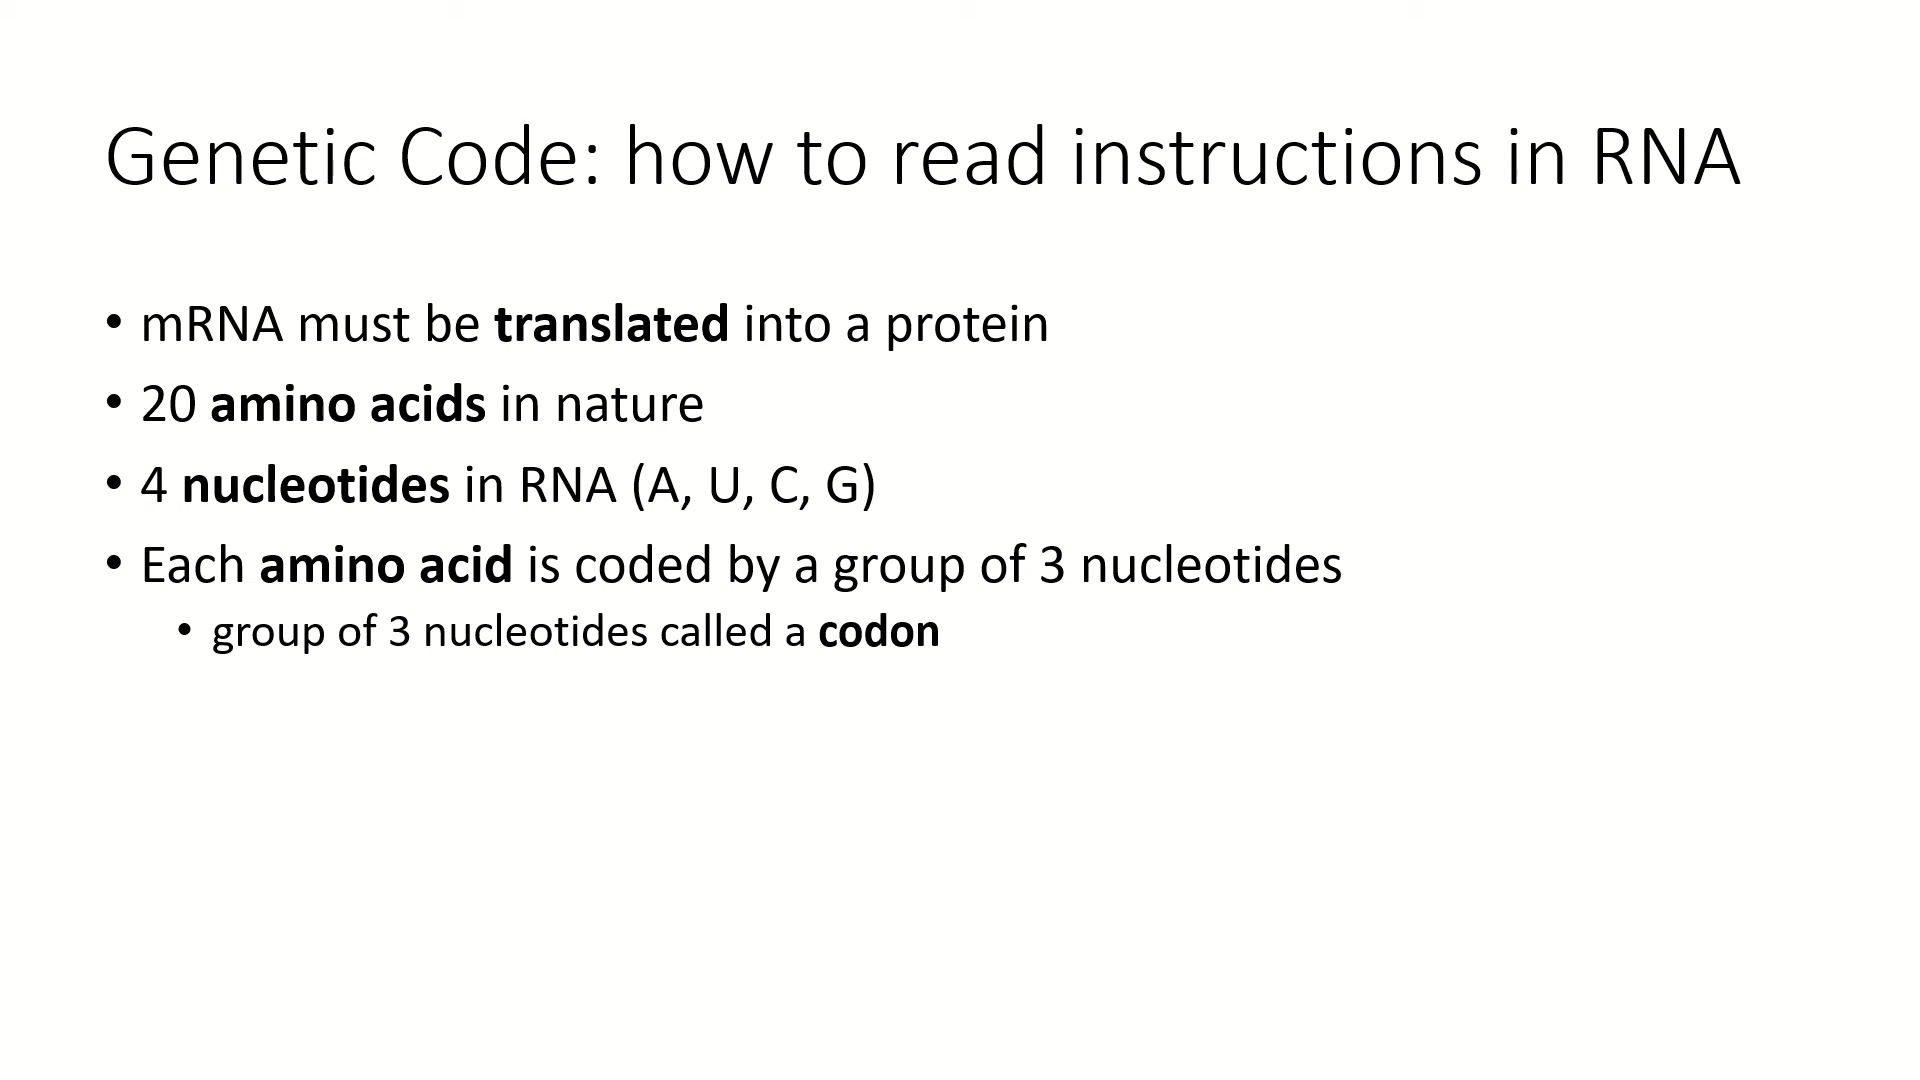 Genetic Code: how to read instructions in RNA
• mRNA must be translated into a protein
• 20 amino acids in nature
• 4 nucleotides in RNA (A, U, C, G)
• Each amino acid is coded by a group of 3 nucleotides
• group of 3 nucleotides called a codon